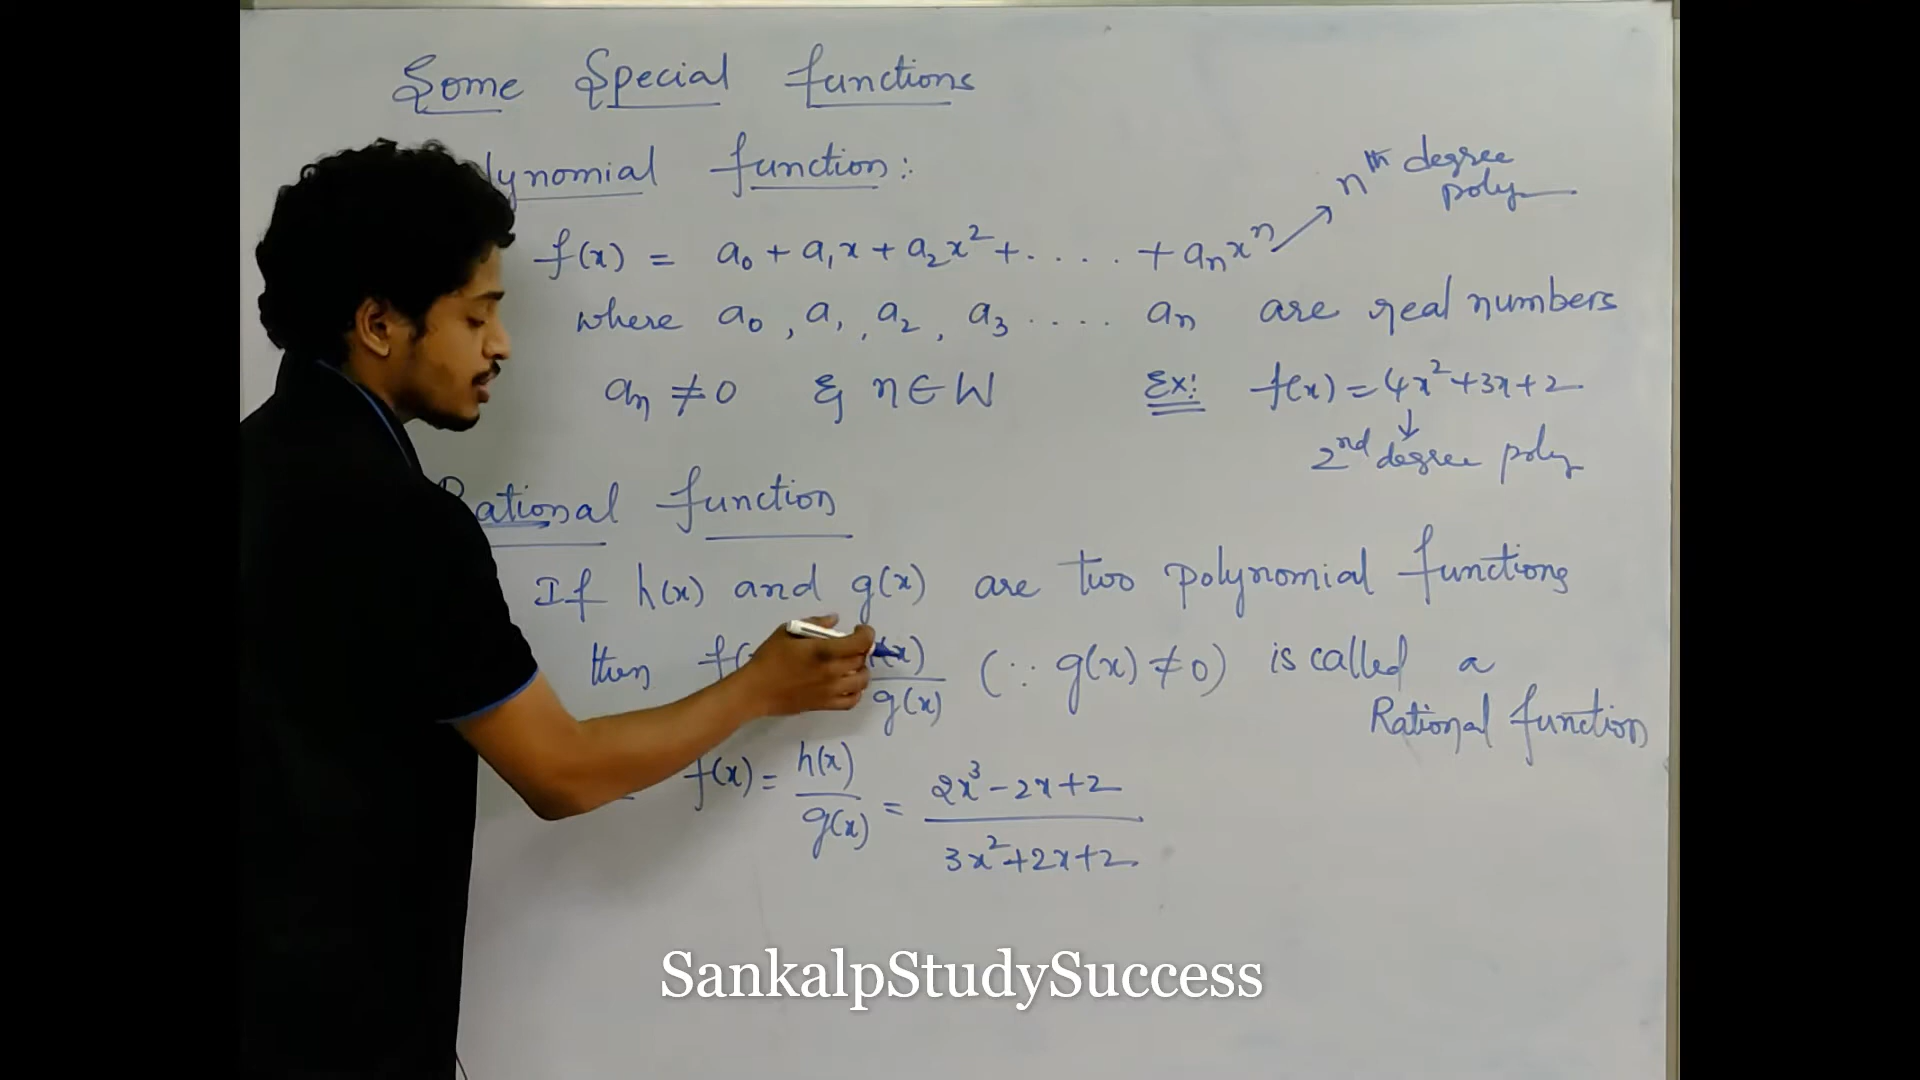 Some Special functions
lynomial function:
nth degree poly
f(x) = a₀ + a₁x + a₂x² + . . . . + aₙxⁿ
where a₀, a₁, a₂, a₃ .... aₙ are real numbers
aₙ ≠ 0 & n ∈ W
Ex: f(x) = 4x² + 3x + 2
2nd degree poly
Rational function
If h(x) and g(x) are two polynomial functions
then f( (x)/g(x) (∵ g(x) ≠ 0) is called a
Rational function
f(x) = h(x)/g(x) = (2x³ - 2x + 2)/(3x² + 2x + 2)
SankalpStudySuccess